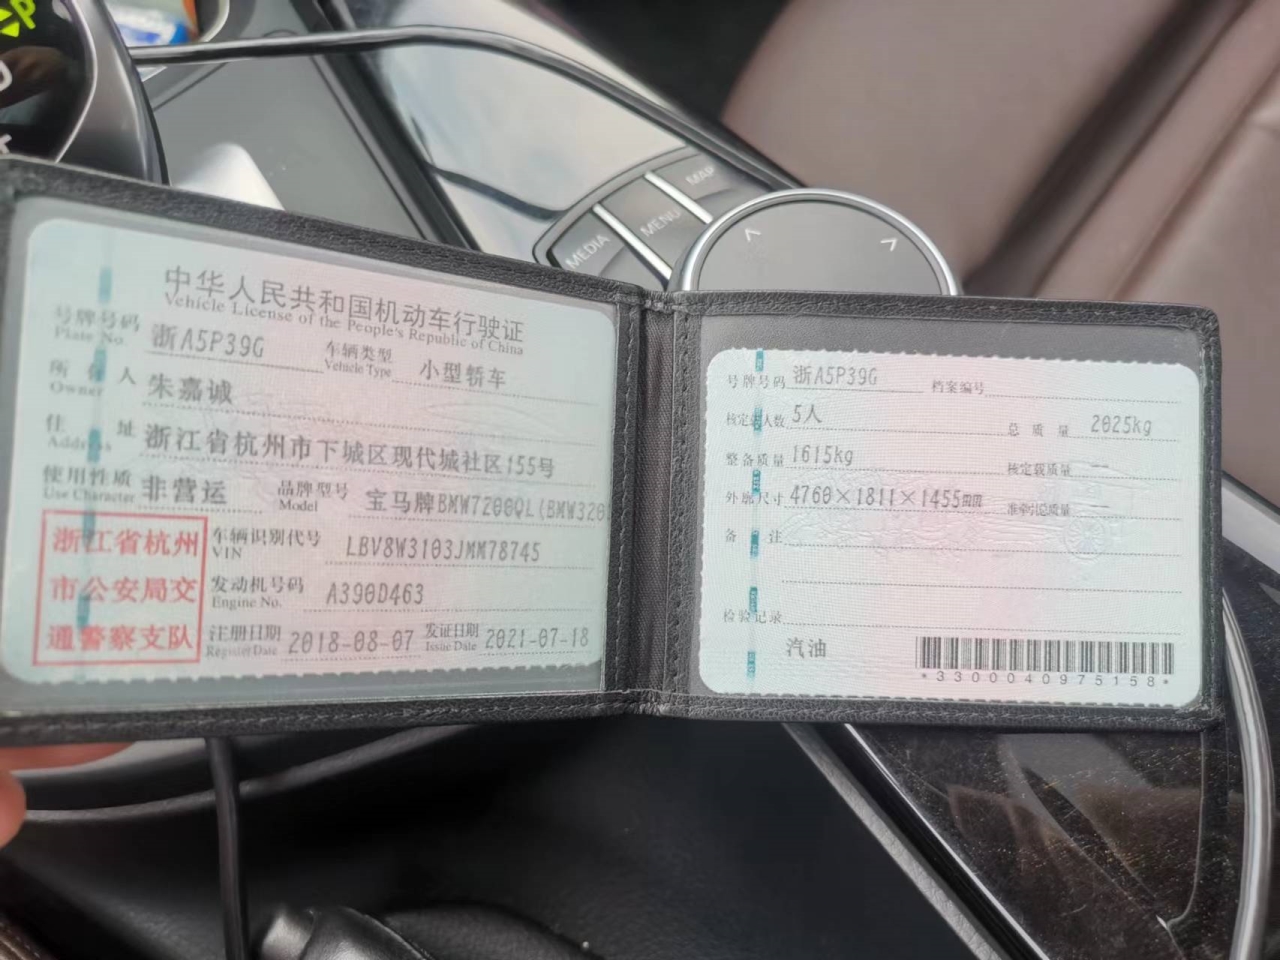 P
MEDIA
MENU
MAP
中华人民共和国机动车行驶证
Vehicle License of the People's Republic of China
号牌号码 浙A5P39G 车辆类型 小型轿车
Plate No. Vehicle Type
所有人 朱嘉诚
Owner
住址 浙江省杭州市下城区现代城社区155号
Address
使用性质 非营运 品牌型号 宝马牌BMW7200QL(BMW320
Use Character Model
浙江省杭州
市公安局交
通警察支队
车辆识别代号 LBV8W3103JMM78745
VIN
发动机号码 A390D463
Engine No.
注册日期 2018-08-07 发证日期 2021-07-18
Register Date Issue Date
号牌号码 浙A5P39G 档案编号
核定载人数 5人 总质量 2025kg
整备质量 1615kg 核定载质量 --
外廓尺寸 4760×1811×1455mm 准牵引总质量 --
备注
检验记录
汽油
*3300040975158*